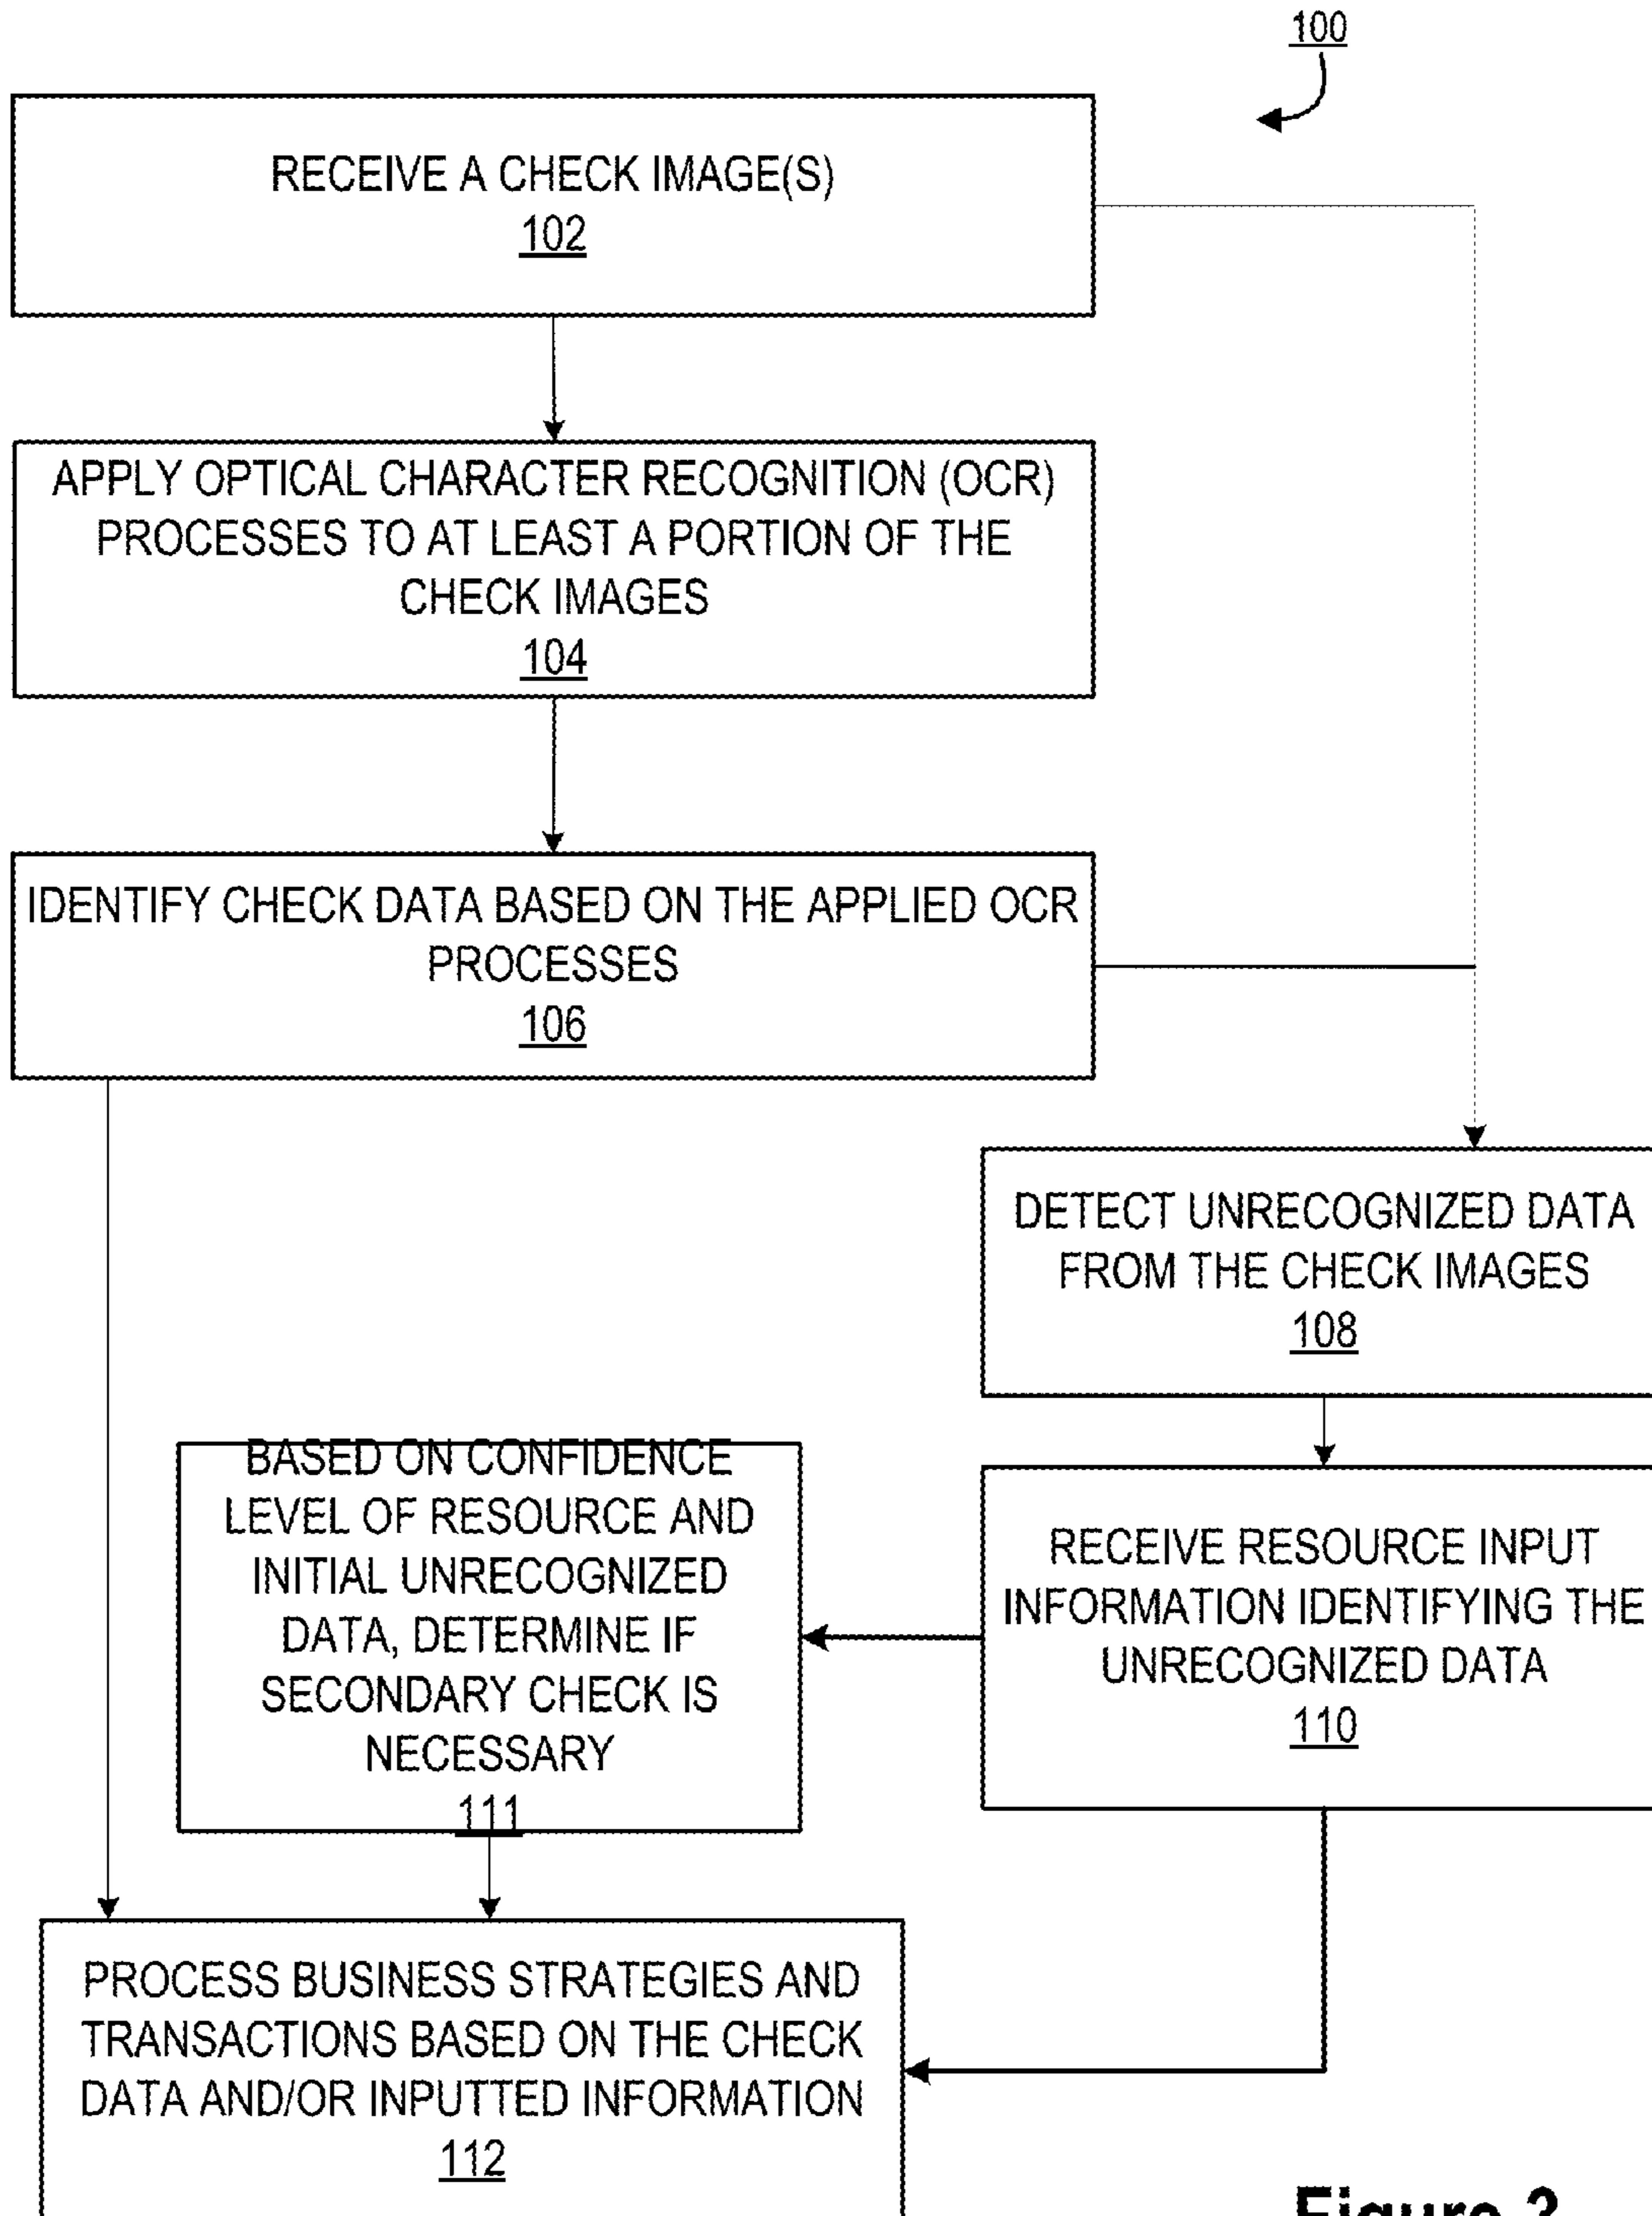 100
RECEIVE A CHECK IMAGE(S)
102
APPLY OPTICAL CHARACTER RECOGNITION (OCR)
PROCESSES TO AT LEAST A PORTION OF THE
CHECK IMAGES
104
IDENTIFY CHECK DATA BASED ON THE APPLIED OCR
PROCESSES
106
DETECT UNRECOGNIZED DATA
FROM THE CHECK IMAGES
108
RECEIVE RESOURCE INPUT
INFORMATION IDENTIFYING THE
UNRECOGNIZED DATA
110
BASED ON CONFIDENCE
LEVEL OF RESOURCE AND
INITIAL UNRECOGNIZED
DATA, DETERMINE IF
SECONDARY CHECK IS
NECESSARY
111
PROCESS BUSINESS STRATEGIES AND
TRANSACTIONS BASED ON THE CHECK
DATA AND/OR INPUTTED INFORMATION
112
Figure